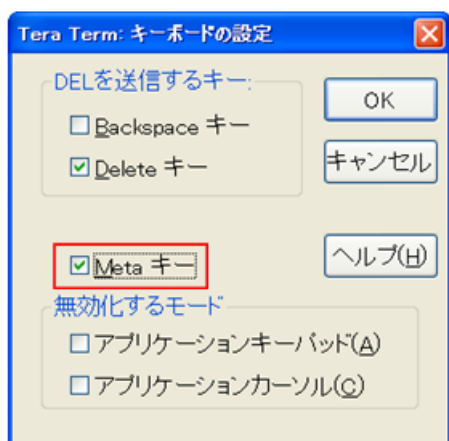 Tera Term: キーボードの設定
DELを送信するキー:
Backspace キー
OK
Delete キー
キャンセル
Meta キー
ヘルプ(H)
無効化するモード
アプリケーションキーパッド(A)
アプリケーションカーソル(C)